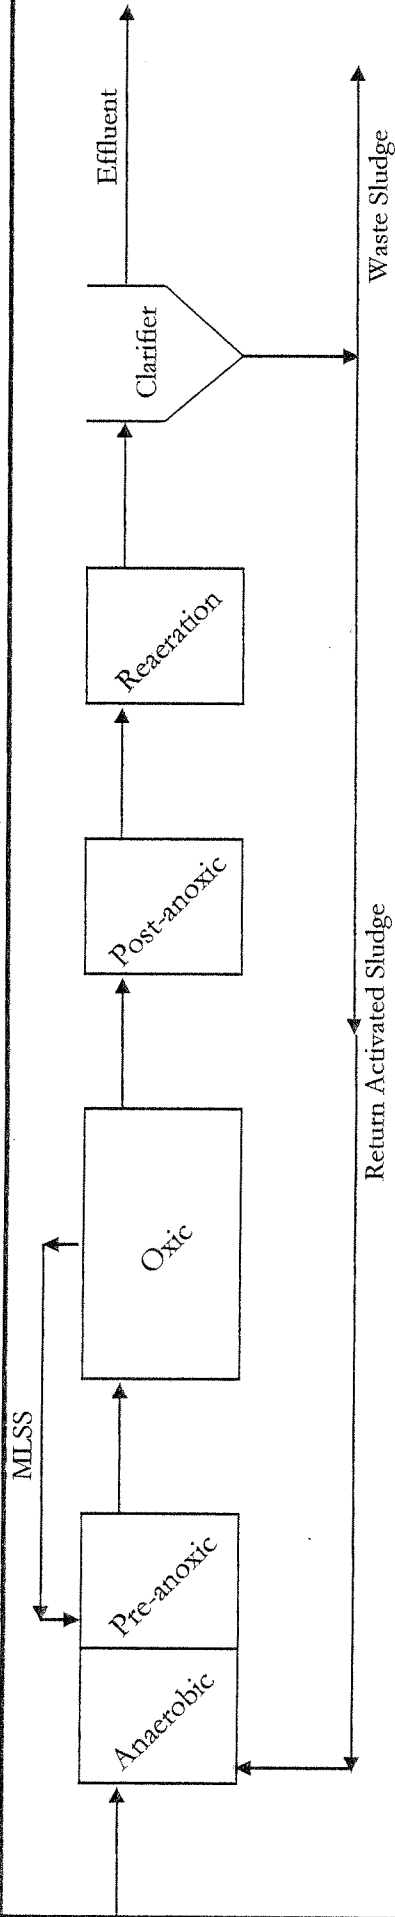 MLSS
Anaerobic
Pre-anoxic
Oxic
Post-anoxic
Reaeration
Clarifier
Effluent
Return Activated Sludge
Waste Sludge